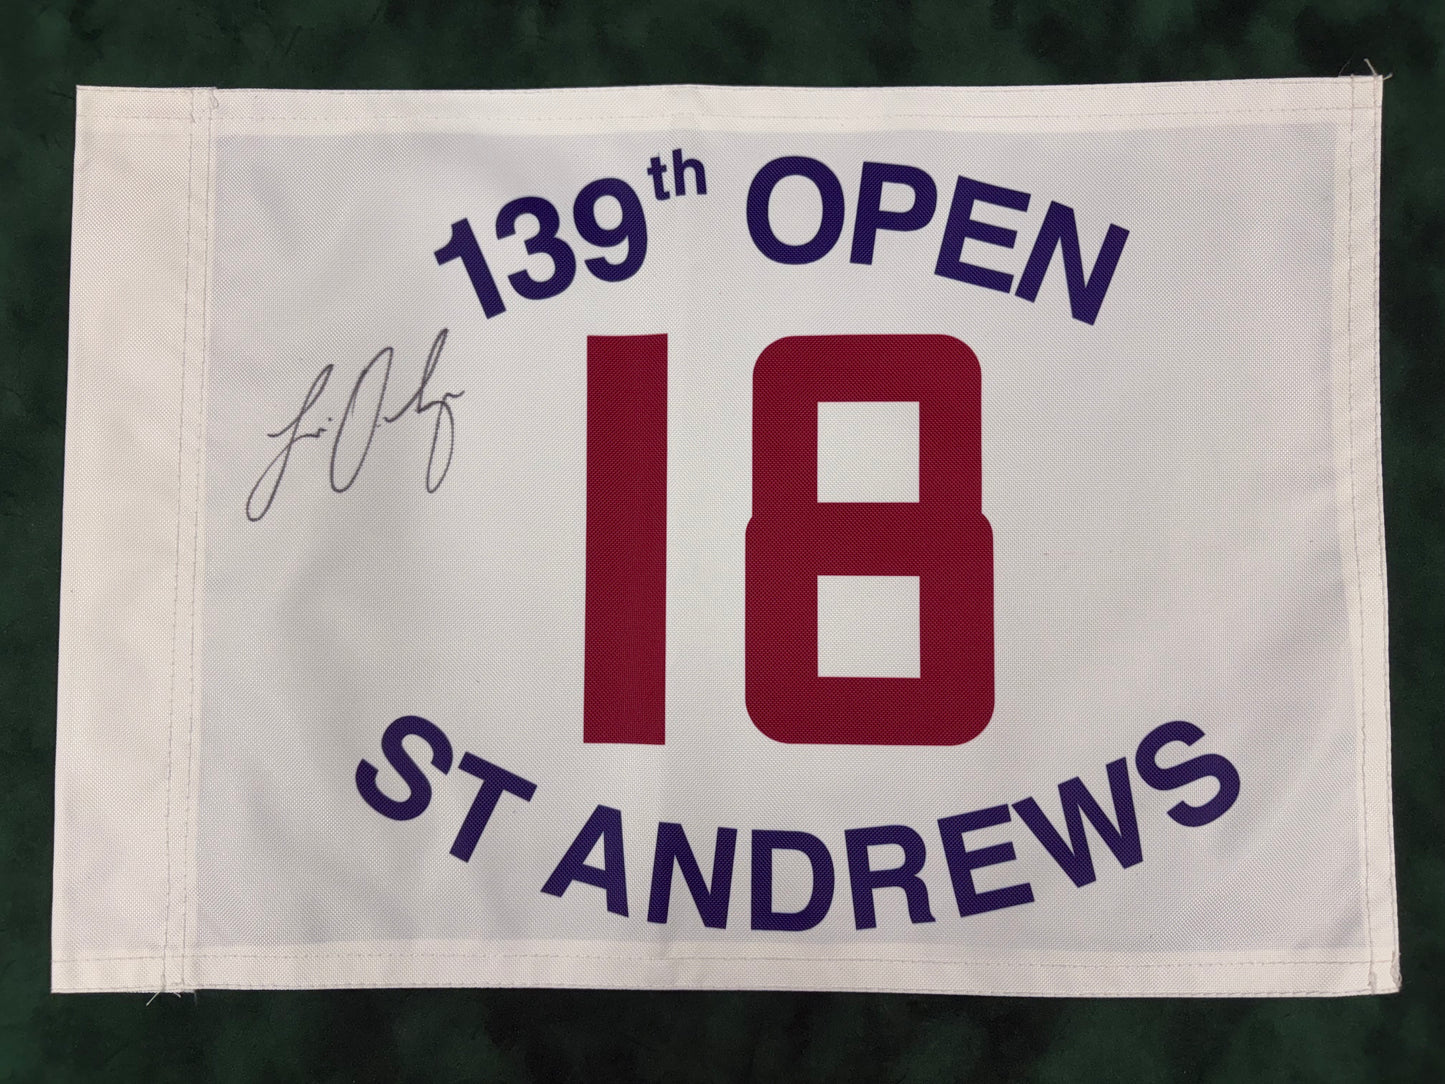 139th OPEN
18
ST ANDREWS